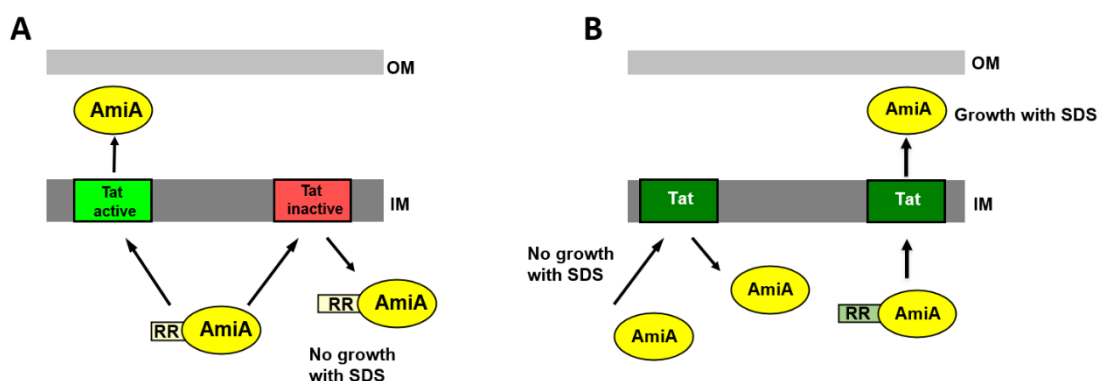 A
OM
AmiA
Tat
active
Tat
inactive
IM
RR
AmiA
RR
AmiA
No growth
with SDS
B
OM
AmiA
Growth with SDS
Tat
Tat
IM
No growth
with SDS
AmiA
AmiA
RR
AmiA